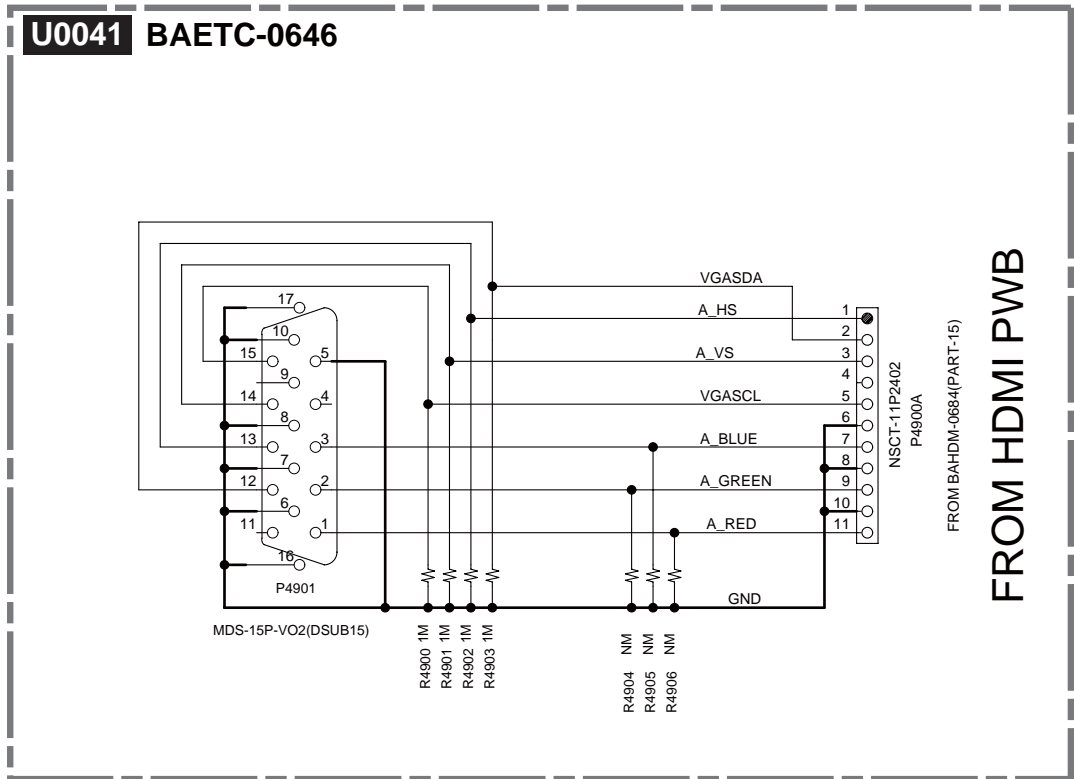 U0041 BAETC-0646
VGASDA
A_HS
A_VS
VGASCL
A_BLUE
A_GREEN
A_RED
GND
17
10
15
5
9
14
4
8
13
3
7
12
2
6
11
1
16
P4901
MDS-15P-VO2(DSUB15)
R4900 1M
R4901 1M
R4902 1M
R4903 1M
R4904 NM
R4905 NM
R4906 NM
1
2
3
4
5
6
7
8
9
10
11
NSCT-11P2402
P4900A
FROM BAHDM-0684(PART-15)
FROM HDMI PWB